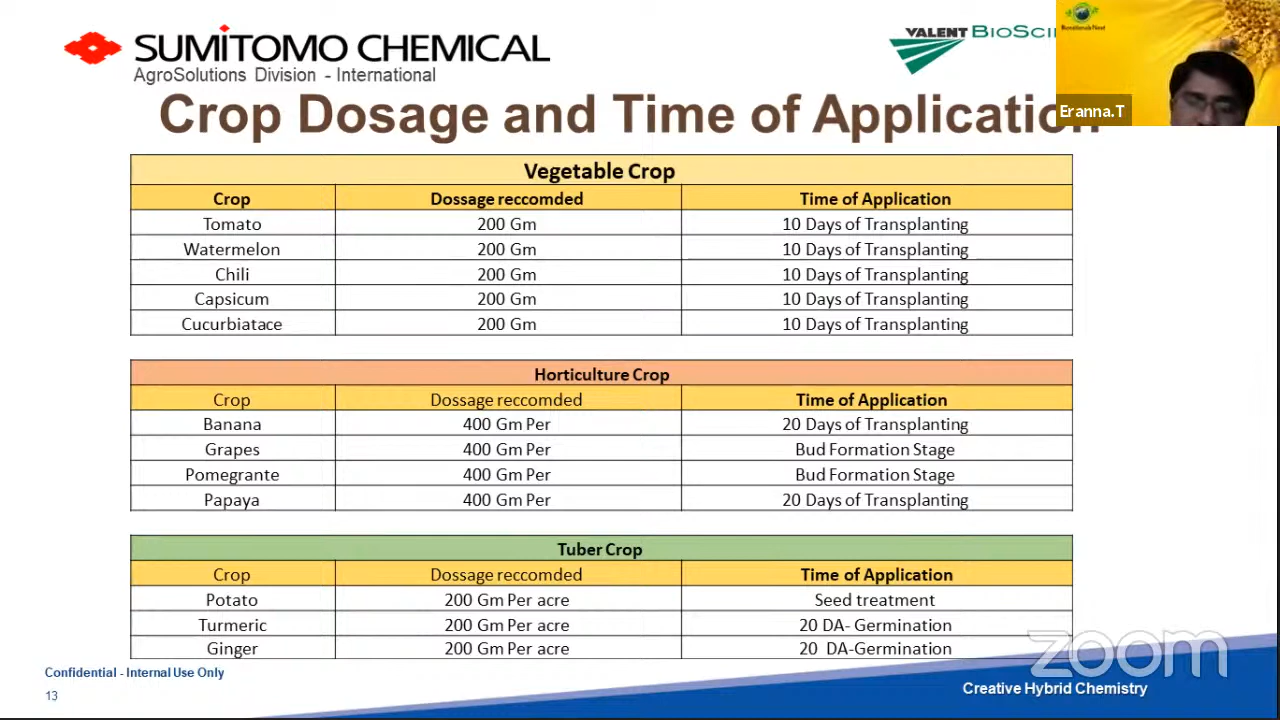 SUMITOMO CHEMICAL
AgroSolutions Division - International
VALENT BIOSCI
Eranna.T
Crop Dosage and Time of Application
Vegetable Crop
Crop Dossage reccomded Time of Application
Tomato 200 Gm 10 Days of Transplanting
Watermelon 200 Gm 10 Days of Transplanting
Chili 200 Gm 10 Days of Transplanting
Capsicum 200 Gm 10 Days of Transplanting
Cucurbiatace 200 Gm 10 Days of Transplanting
Horticulture Crop
Crop Dossage reccomded Time of Application
Banana 400 Gm Per 20 Days of Transplanting
Grapes 400 Gm Per Bud Formation Stage
Pomegrante 400 Gm Per Bud Formation Stage
Papaya 400 Gm Per 20 Days of Transplanting
Tuber Crop
Crop Dossage reccomded Time of Application
Potato 200 Gm Per acre Seed treatment
Turmeric 200 Gm Per acre 20 DA- Germination
Ginger 200 Gm Per acre 20 DA-Germination
zoom
Confidential - Internal Use Only
13
Creative Hybrid Chemistry